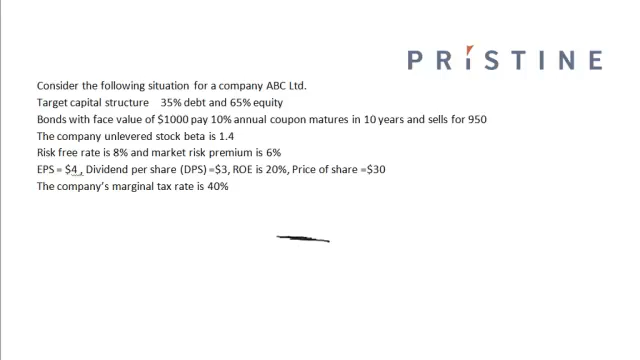 PRISTINE
Consider the following situation for a company ABC Ltd.
Target capital structure 35% debt and 65% equity
Bonds with face value of $1000 pay 10% annual coupon matures in 10 years and sells for 950
The company unlevered stock beta is 1.4
Risk free rate is 8% and market risk premium is 6%
EPS = $4 , Dividend per share (DPS) =$3, ROE is 20%, Price of share =$30
The company's marginal tax rate is 40%